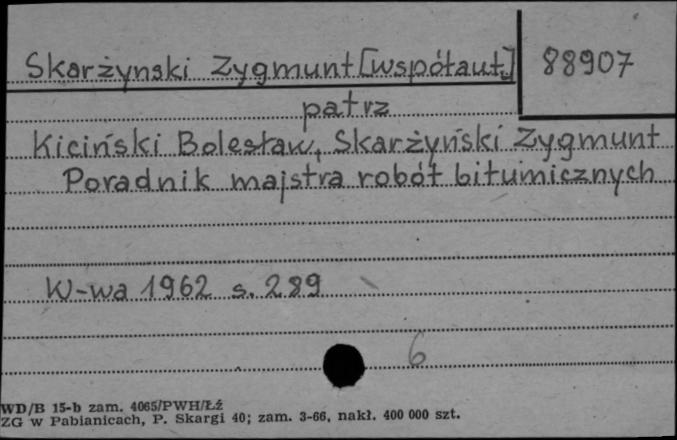 Skarżynski Zygmunt [współaut.] 88907
patrz
Kiciński Bolesław, Skarżyński Zygmunt
Poradnik majstra robót bitumicznych
W-wa 1962 s. 289
6
WD/B 15-b zam. 4065/PWH/Łź
ZG w Pabianicach, P. Skargi 40; zam. 3-66, nakł. 400 000 szt.